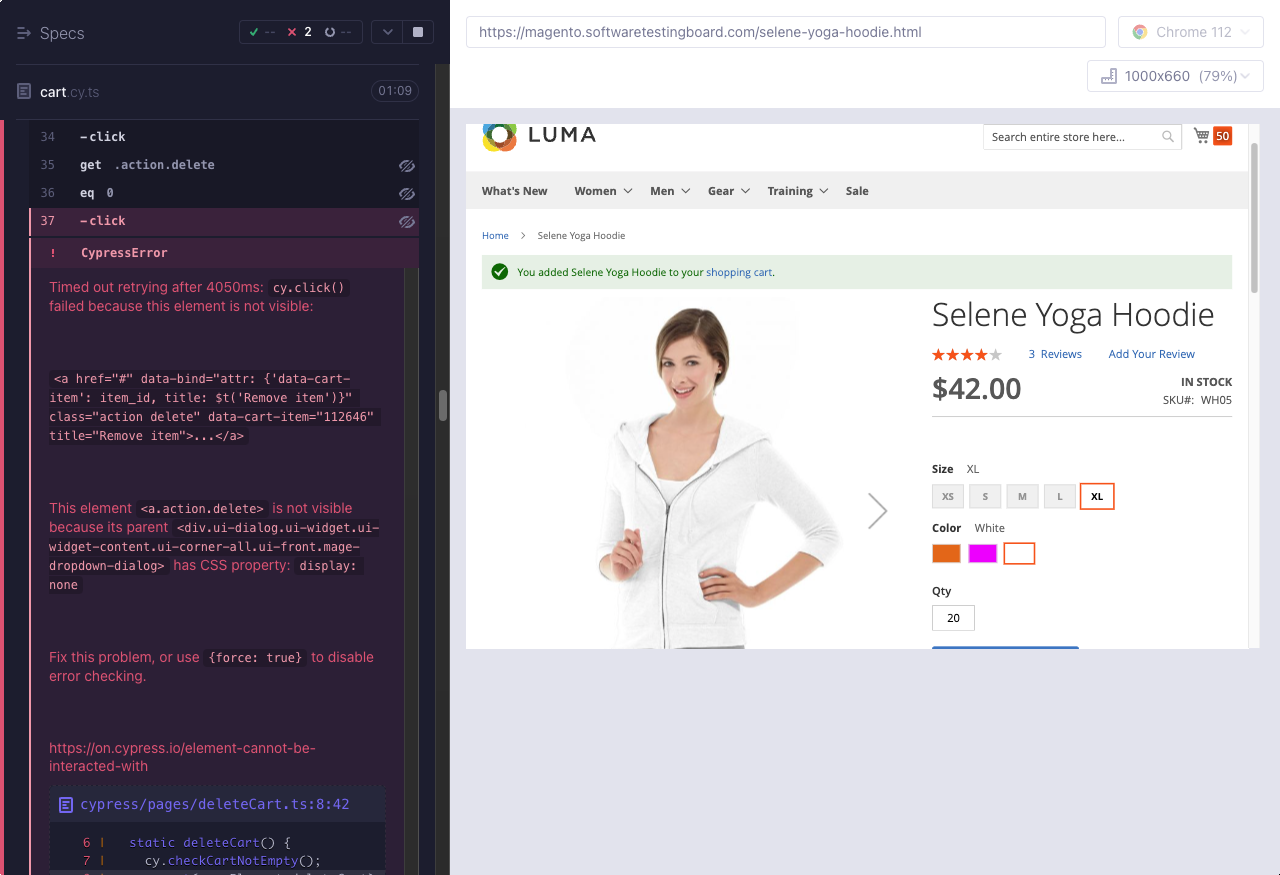 Specs
-- 2 --
cart.cy.ts
01:09
34 -click
35 get .action.delete
36 eq 0
37 -click
! CypressError
Timed out retrying after 4050ms: cy.click()
failed because this element is not visible:
<a href="#" data-bind="attr: {'data-cart-
item': item_id, title: $t('Remove item')}"
class="action delete" data-cart-item="112646"
title="Remove item">...</a>
This element <a.action.delete> is not visible
because its parent <div.ui-dialog.ui-widget.ui-
widget-content.ui-corner-all.ui-front.mage-
dropdown-dialog> has CSS property: display:
none
Fix this problem, or use {force: true} to disable
error checking.
https://on.cypress.io/element-cannot-be-
interacted-with
cypress/pages/deleteCart.ts:8:42
6 | static deleteCart() {
7 | cy.checkCartNotEmpty();
https://magento.softwaretestingboard.com/selene-yoga-hoodie.html
Chrome 112
1000x660 (79%)
LUMA
Search entire store here...
50
What's New Women Men Gear Training Sale
Home > Selene Yoga Hoodie
You added Selene Yoga Hoodie to your shopping cart.
Selene Yoga Hoodie
3 Reviews Add Your Review
$42.00
IN STOCK
SKU#: WH05
Size XL
XS S M L XL
Color White
Qty
20